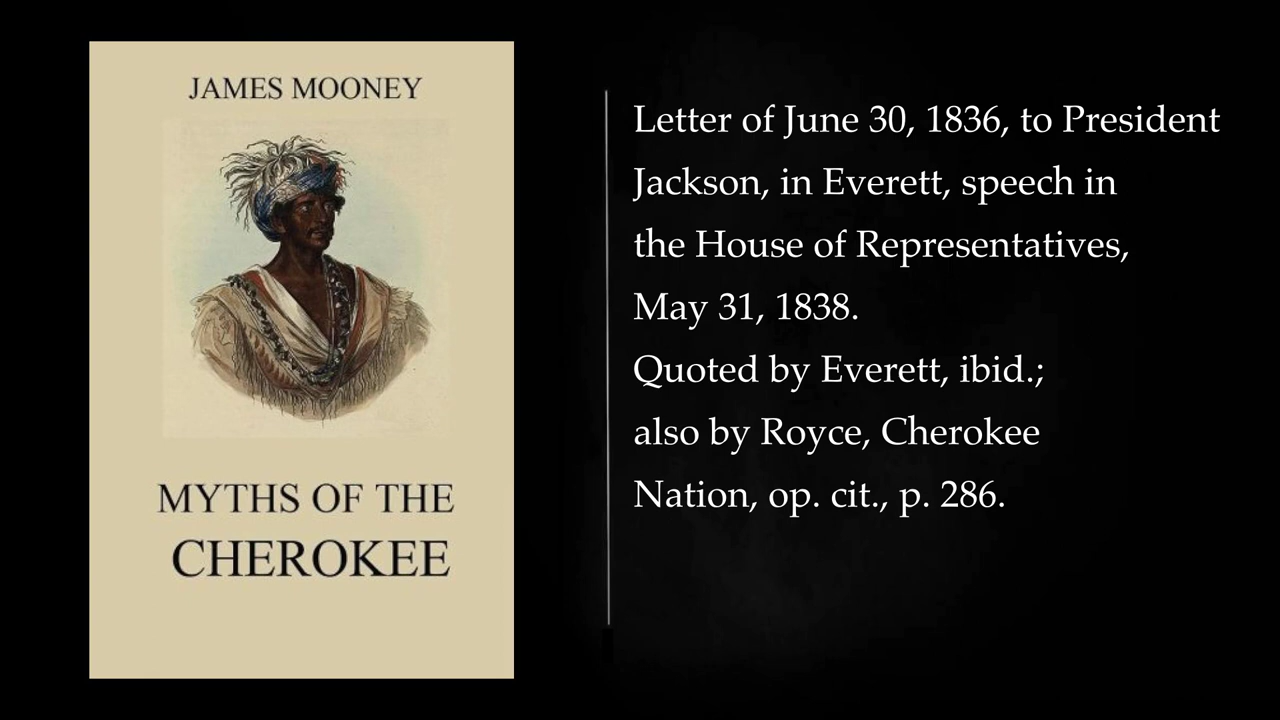 JAMES MOONEY
MYTHS OF THE
CHEROKEE
Letter of June 30, 1836, to President
Jackson, in Everett, speech in
the House of Representatives,
May 31, 1838.
Quoted by Everett, ibid.;
also by Royce, Cherokee
Nation, op. cit., p. 286.